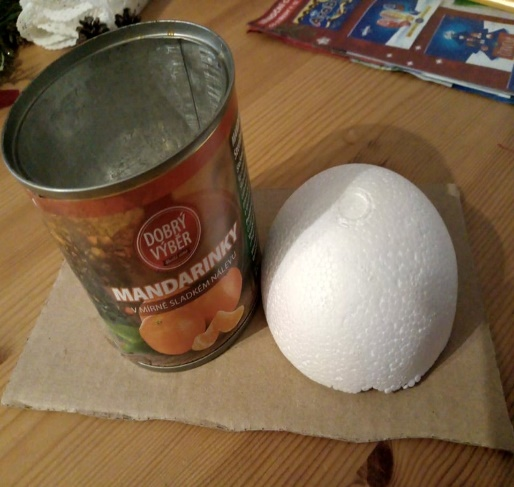 DOBRÝ
VÝBĚR
MANDARINKY
V MÍRNĚ SLADKÉM NÁLEVU